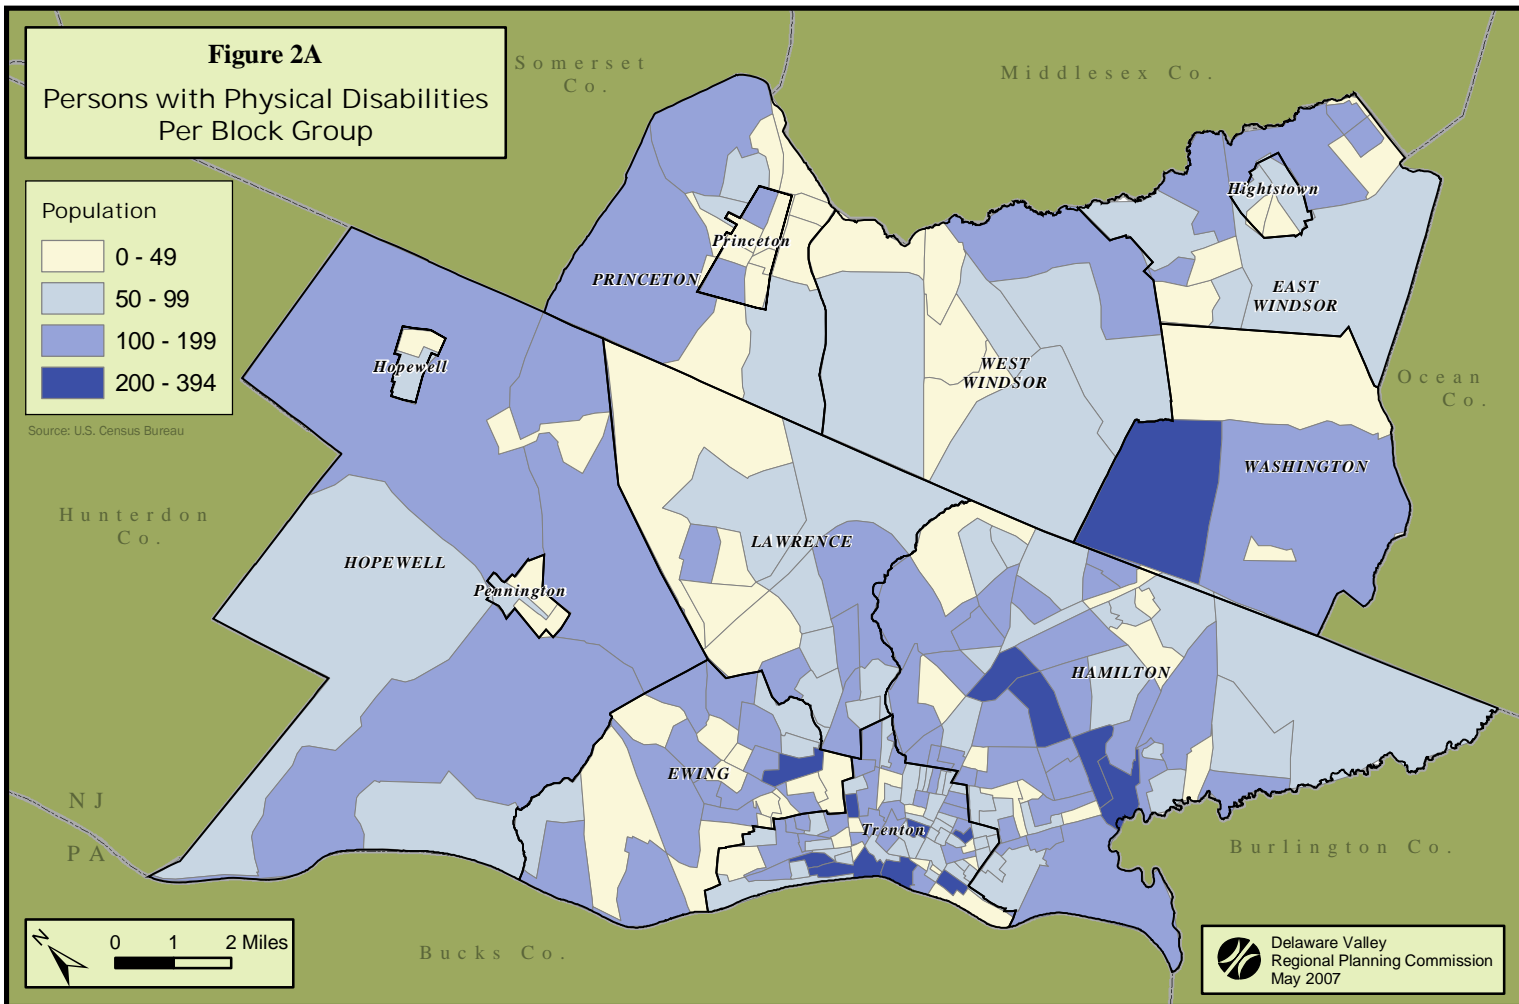 Figure 2A
Persons with Physical Disabilities
Per Block Group
Somerset
Co.
Middlesex Co.
Population
0 - 49
50 - 99
100 - 199
200 - 394
Source: U.S. Census Bureau
Hightstown
Princeton
PRINCETON
EAST
WINDSOR
Hopewell
WEST
WINDSOR
Ocean
Co.
WASHINGTON
Hunterdon
Co.
LAWRENCE
HOPEWELL
Pennington
HAMILTON
EWING
NJ
PA
Trenton
Burlington Co.
Bucks Co.
N
0 1 2 Miles
Delaware Valley
Regional Planning Commission
May 2007